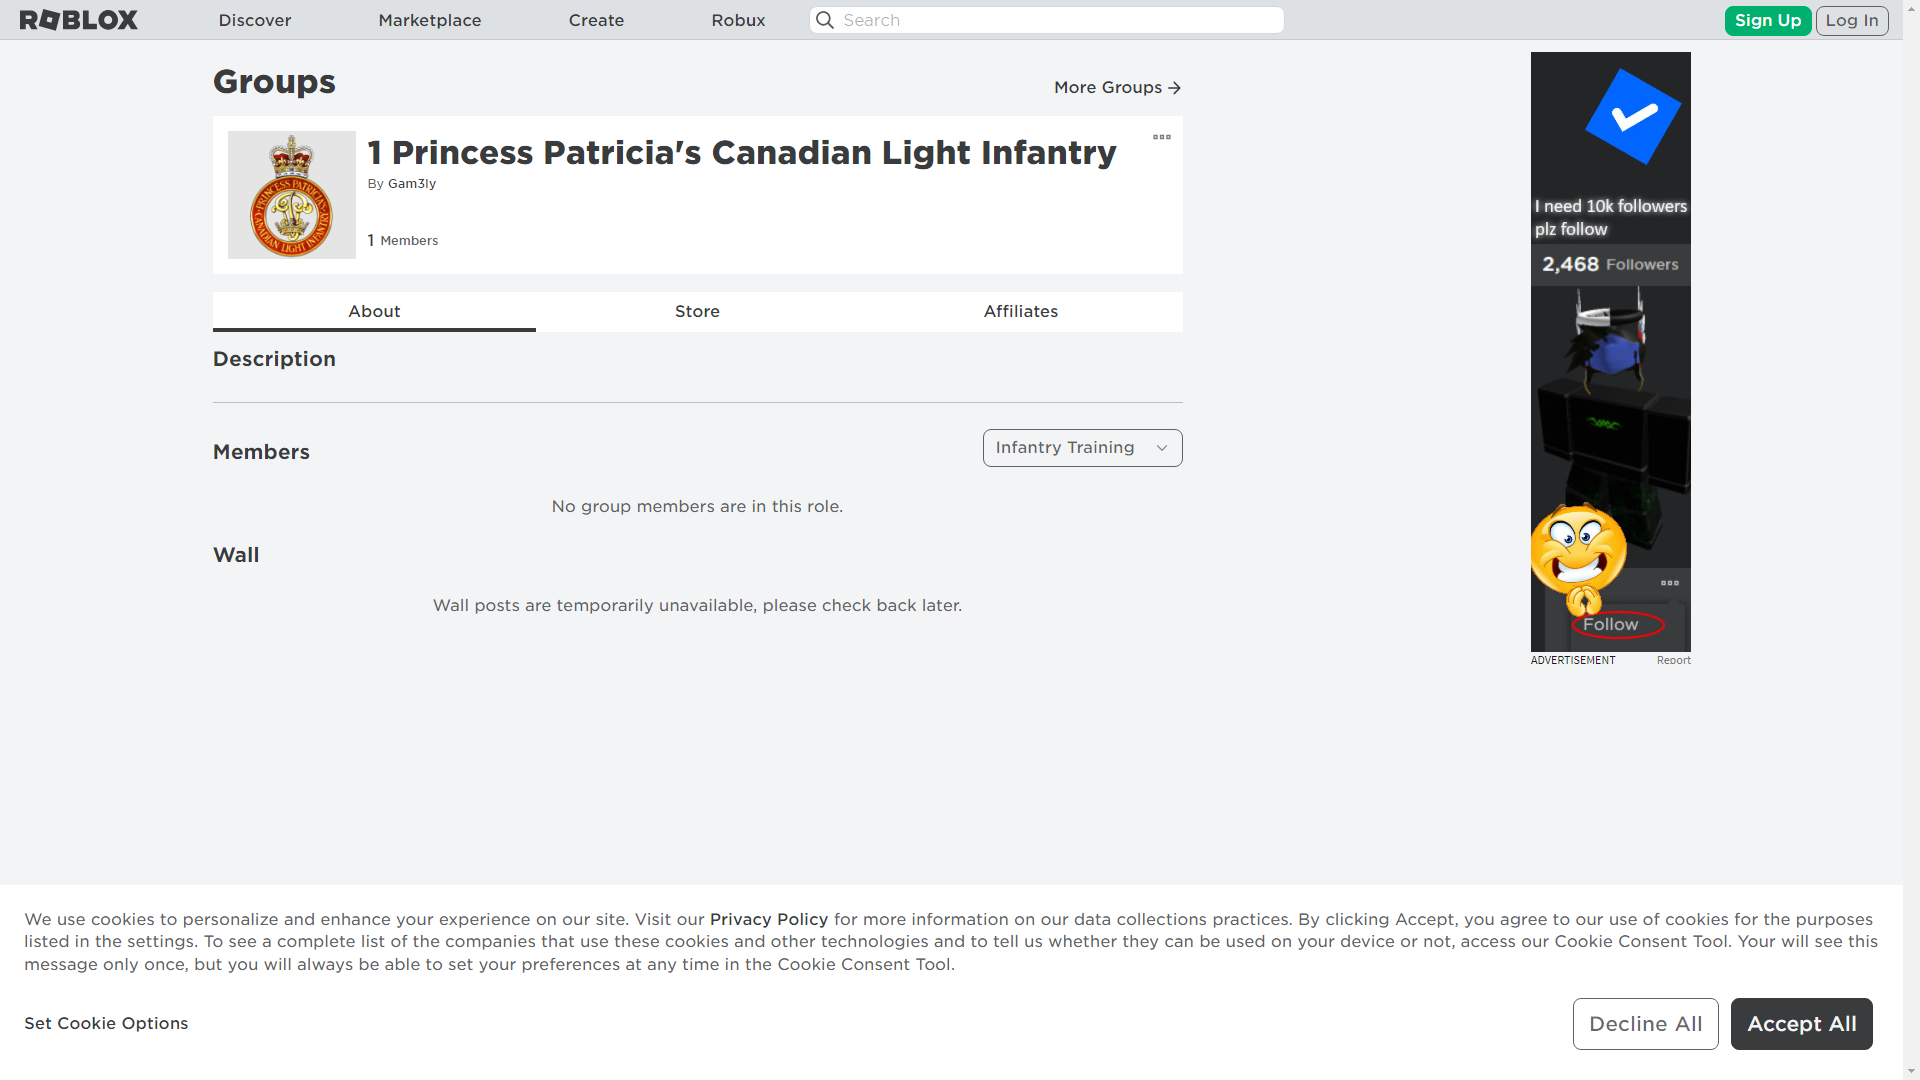 ROBLOX
Discover
Marketplace
Create
Robux
Search
Sign Up
Log In
Groups
More Groups
1 Princess Patricia's Canadian Light Infantry
By Gam3ly
1 Members
PRINCESS PATRICIA'S
CANADIAN LIGHT INFANTRY
About
Store
Affiliates
Description
Members
Infantry Training
No group members are in this role.
Wall
Wall posts are temporarily unavailable, please check back later.
I need 10k followers
plz follow
2,468 Followers
Follow
ADVERTISEMENT
Report
We use cookies to personalize and enhance your experience on our site. Visit our Privacy Policy for more information on our data collections practices. By clicking Accept, you agree to our use of cookies for the purposes
listed in the settings. To see a complete list of the companies that use these cookies and other technologies and to tell us whether they can be used on your device or not, access our Cookie Consent Tool. Your will see this
message only once, but you will always be able to set your preferences at any time in the Cookie Consent Tool.
Set Cookie Options
Decline All
Accept All